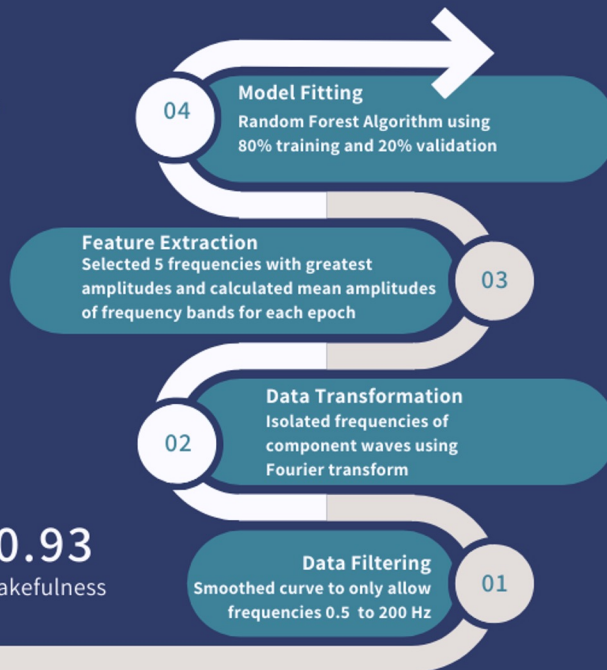 04
Model Fitting
Random Forest Algorithm using
80% training and 20% validation
Feature Extraction
Selected 5 frequencies with greatest
amplitudes and calculated mean amplitudes
of frequency bands for each epoch
03
Data Transformation
Isolated frequencies of
component waves using
Fourier transform
02
0.93
akefulness
Data Filtering
Smoothed curve to only allow
frequencies 0.5 to 200 Hz
01